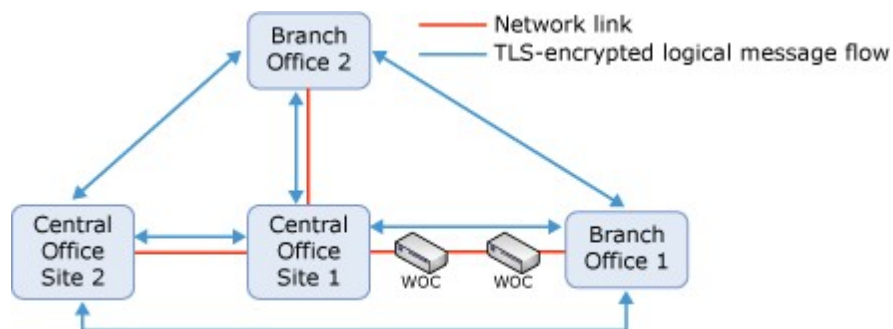 Branch
Office 2
Network link
TLS-encrypted logical message flow
Central
Office
Site 2
Central
Office
Site 1
WOC
WOC
Branch
Office 1